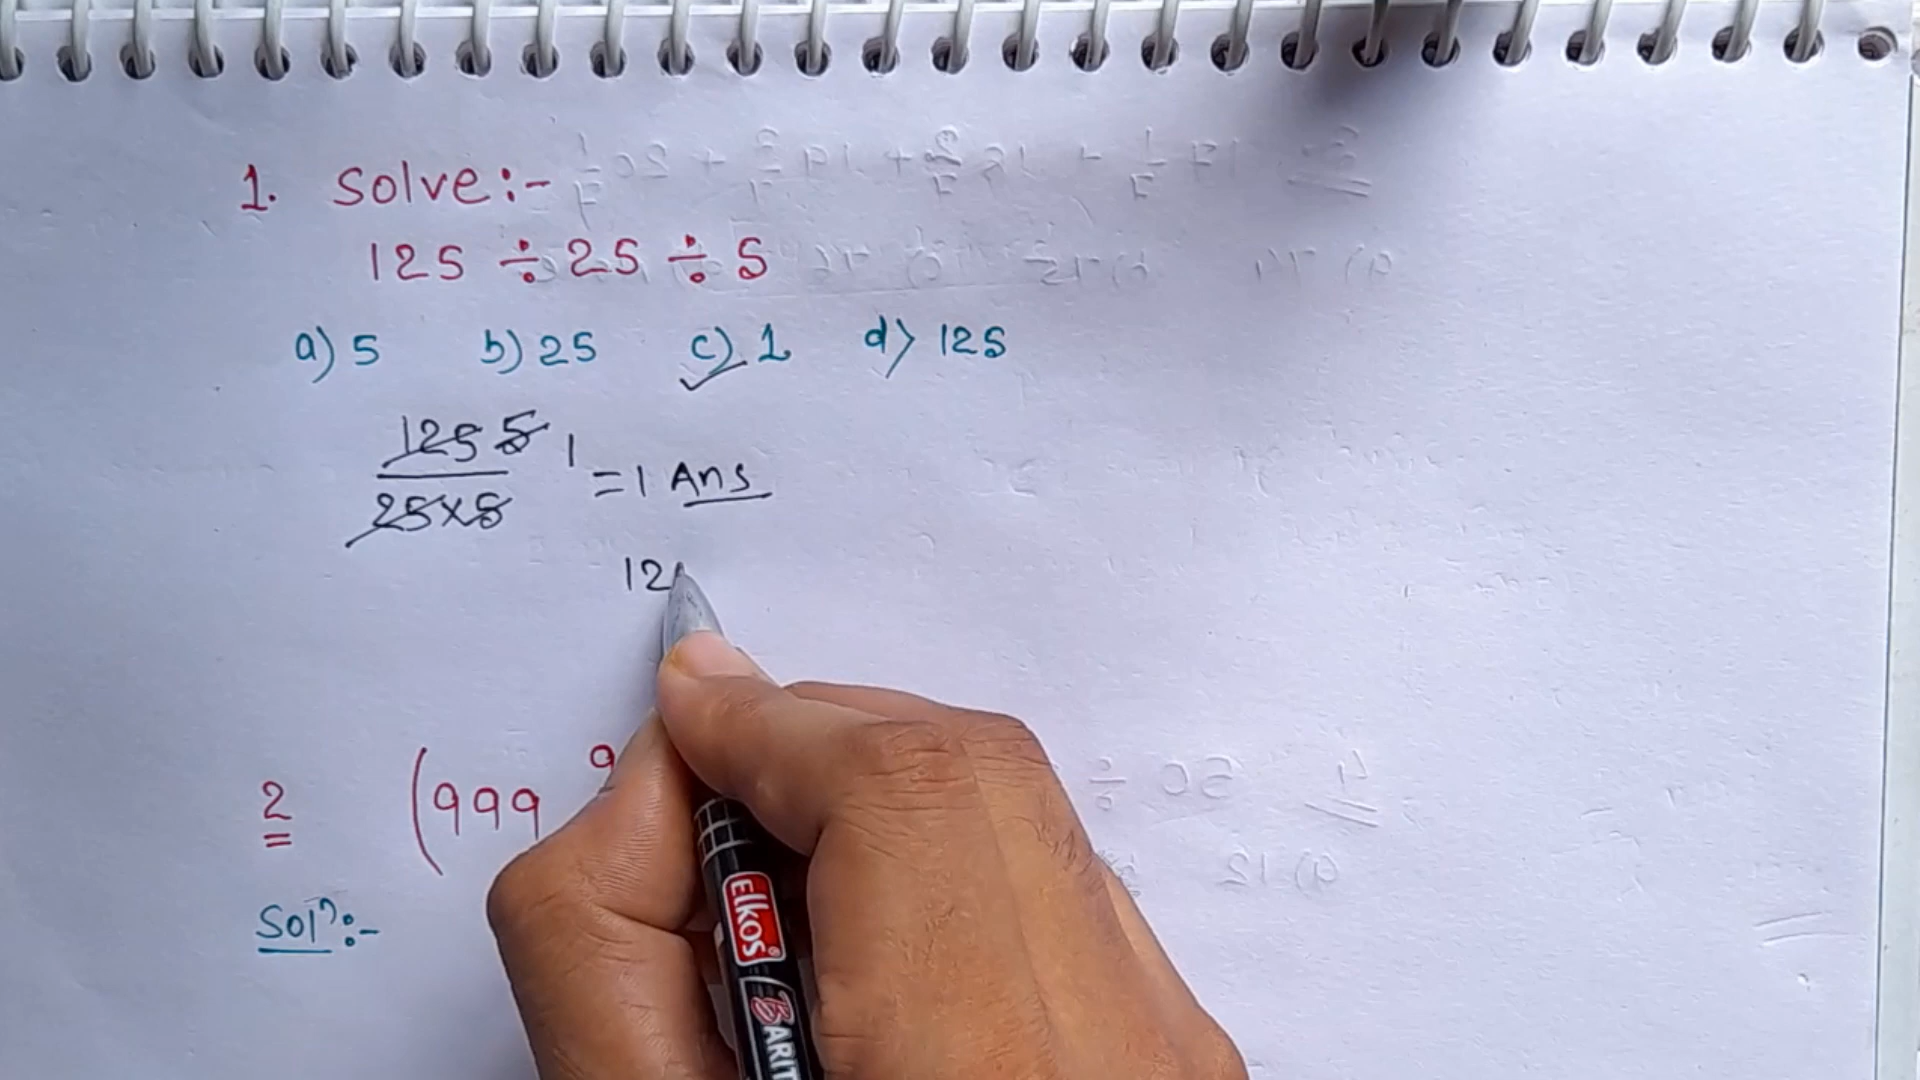 1. Solve:-
125 ÷ 25 ÷ 5
a) 5 b) 25 c) 1 d) 125
125 5 1
25×5
= 1 Ans
12
2 (999
Solⁿ:-
Elkos